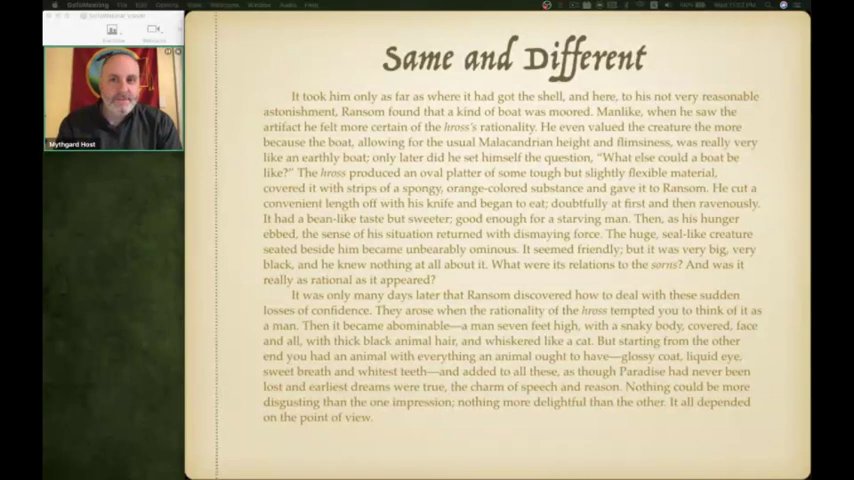 GoToMeeting File Edit View Window Audio Help
GoToMeeting Viewer
Mythgard Host
Same and Different
It took him only as far as where it had got the shell, and here, to his not very reasonable
astonishment, Ransom found that a kind of boat was moored. Manlike, when he saw the
artifact he felt more certain of the hross's rationality. He even valued the creature the more
because the boat, allowing for the usual Malacandrian height and flimsiness, was really very
like an earthly boat; only later did he set himself the question, "What else could a boat be
like?" The hross produced an oval platter of some tough but slightly flexible material,
covered it with strips of a spongy, orange-colored substance and gave it to Ransom. He cut a
convenient length off with his knife and began to eat; doubtfully at first and then ravenously.
It had a bean-like taste but sweeter; good enough for a starving man. Then, as his hunger
ebbed, the sense of his situation returned with dismaying force. The huge, seal-like creature
seated beside him became unbearably ominous. It seemed friendly; but it was very big, very
black, and he knew nothing at all about it. What were its relations to the sorns? And was it
really as rational as it appeared?
It was only many days later that Ransom discovered how to deal with these sudden
losses of confidence. They arose when the rationality of the hross tempted you to think of it as
a man. Then it became abominable—a man seven feet high, with a snaky body, covered, face
and all, with thick black animal hair, and whiskered like a cat. But starting from the other
end you had an animal with everything an animal ought to have—glossy coat, liquid eye,
sweet breath and whitest teeth—and added to all these, as though Paradise had never been
lost and earliest dreams were true, the charm of speech and reason. Nothing could be more
disgusting than the one impression; nothing more delightful than the other. It all depended
on the point of view.